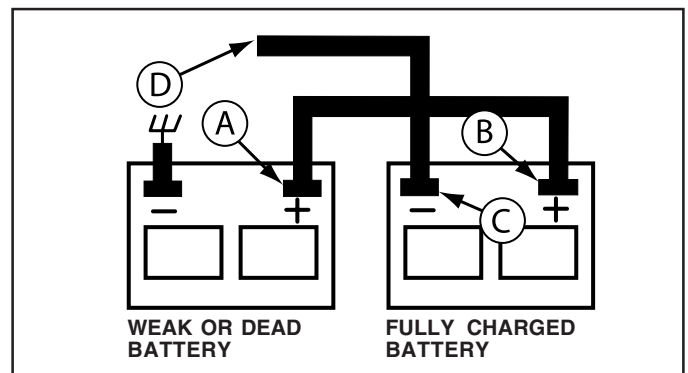 D
A
B
− + − +
C
WEAK OR DEAD
BATTERY
FULLY CHARGED
BATTERY